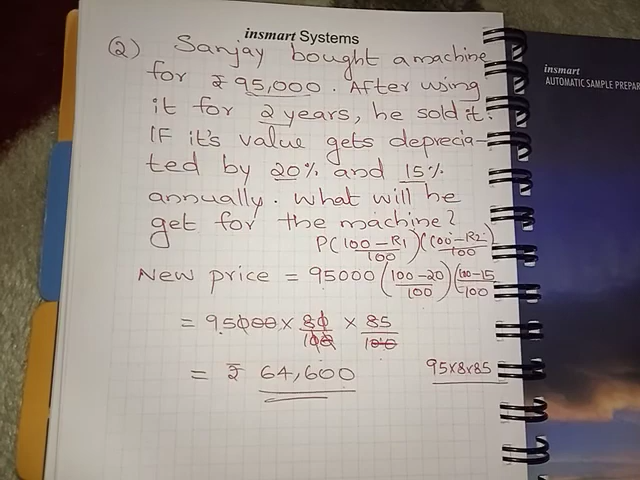 insmart Systems
(2) Sanjay bought a machine
for ₹ 95,000. After using
it for 2 years, he sold it.
IF it's value gets deprecia-
ted by 20% and 15%
annually. What will he
get for the machine?
P(100-R1/100)(100-R2/100)
New price = 95000(100-20/100)(100-15/100
= 95000 × 80/100 × 85/100
= ₹ 64,600
95x8x85
insmart
AUTOMATIC SAMPLE PREPAR